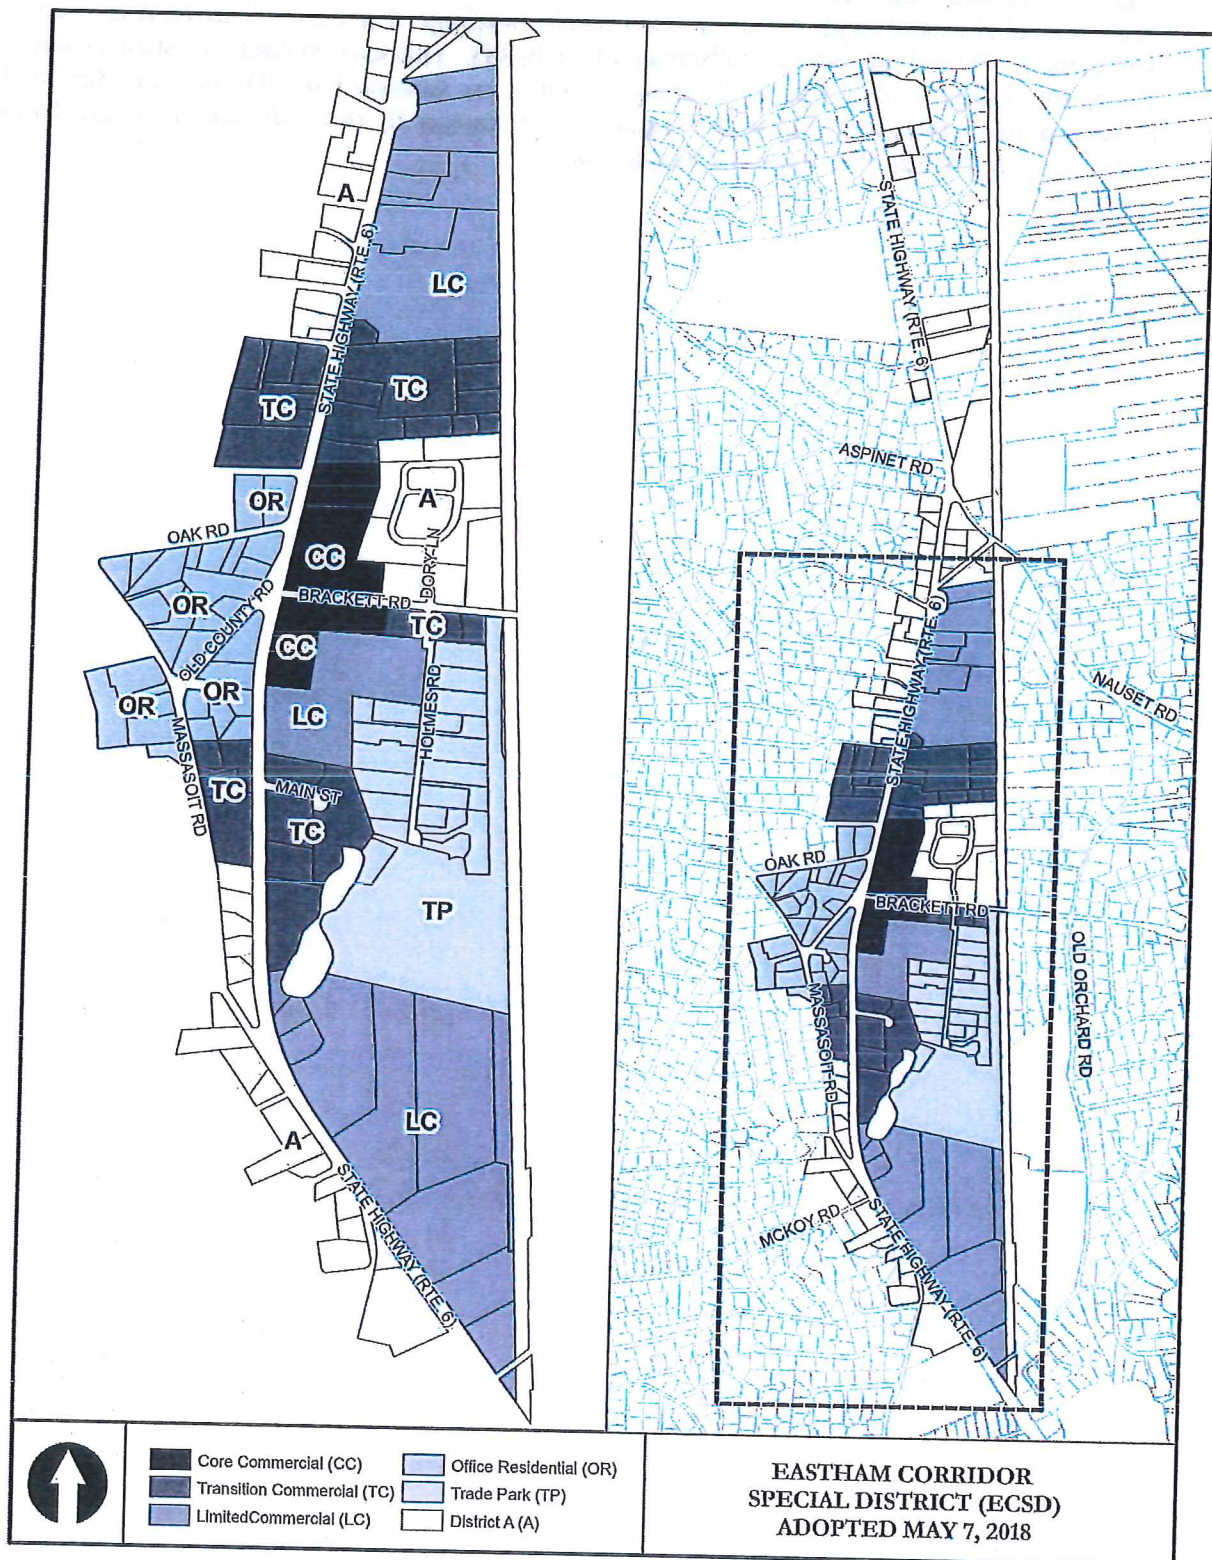 A
STATE HIGHWAY (RTE 6)
LC
TC
TC
OR
A
OAK RD
CC
DORY LN
OR
OLD COUNTY RD
BRACKETT RD
TC
CC
OR
OR
LC
HOLMES RD
MASSASOIT RD
TC
MAIN ST
TC
TP
LC
A
STATE HIGHWAY (RTE 6)
STATE HIGHWAY (RTE 6)
ASPINET RD
STATE HIGHWAY (RTE 6)
NAUSET RD
OAK RD
BRACKETT RD
OLD ORCHARD RD
MASSASOIT RD
MCKOY RD
STATE HIGHWAY (RTE 6)
Core Commercial (CC)
Transition Commercial (TC)
LimitedCommercial (LC)
Office Residential (OR)
Trade Park (TP)
District A (A)
EASTHAM CORRIDOR
SPECIAL DISTRICT (ECSD)
ADOPTED MAY 7, 2018